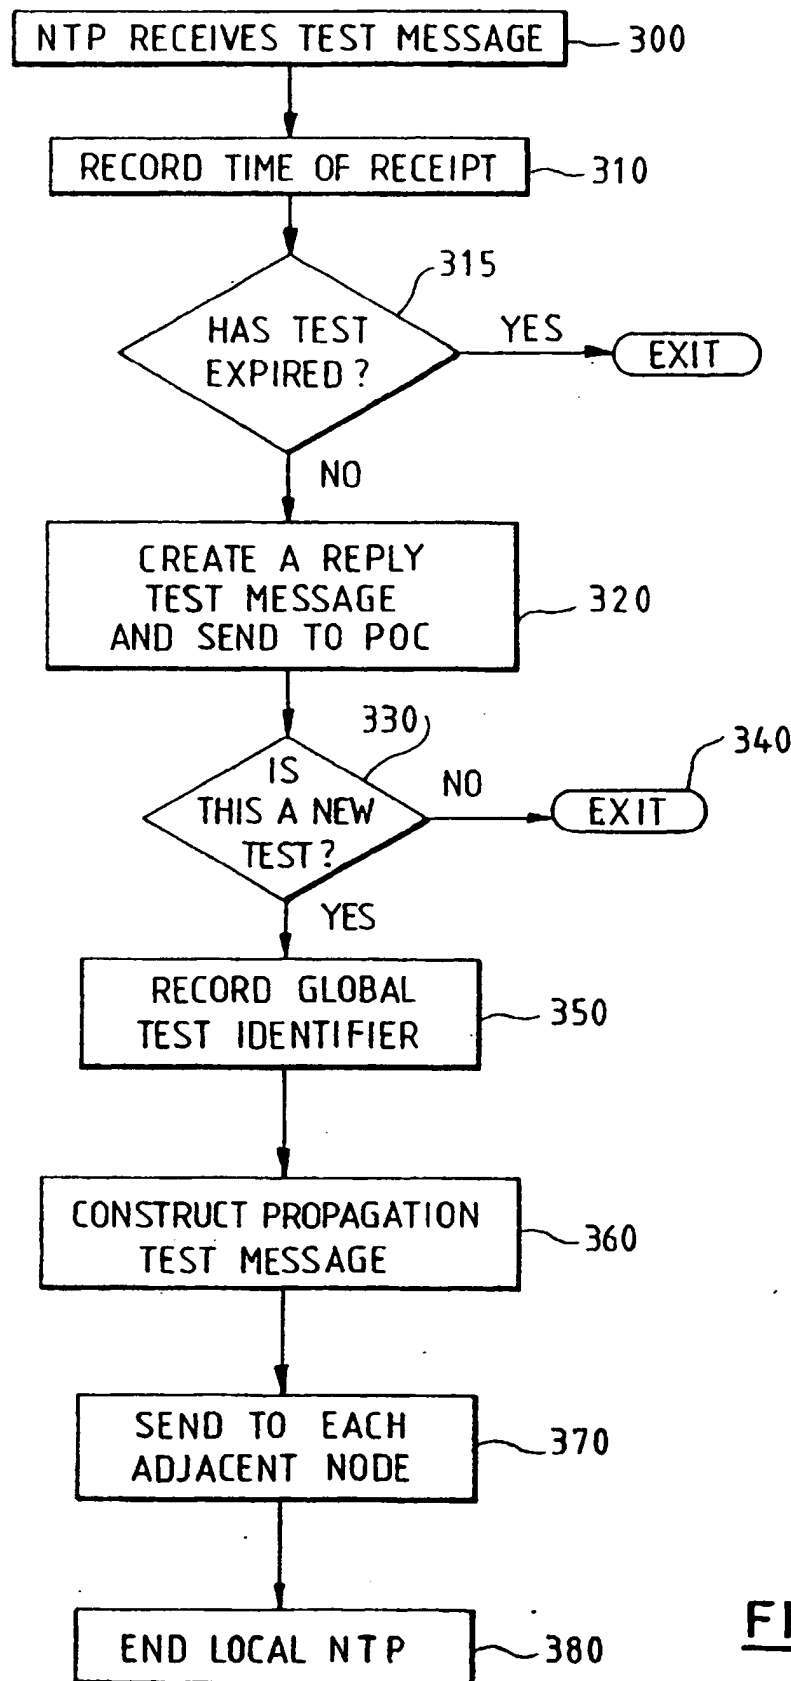 NTP RECEIVES TEST MESSAGE
300
RECORD TIME OF RECEIPT
310
315
HAS TEST
EXPIRED?
YES
EXIT
NO
CREATE A REPLY
TEST MESSAGE
AND SEND TO POC
320
330
IS
THIS A NEW
TEST?
NO
340
EXIT
YES
RECORD GLOBAL
TEST IDENTIFIER
350
CONSTRUCT PROPAGATION
TEST MESSAGE
360
SEND TO EACH
ADJACENT NODE
370
END LOCAL NTP
380